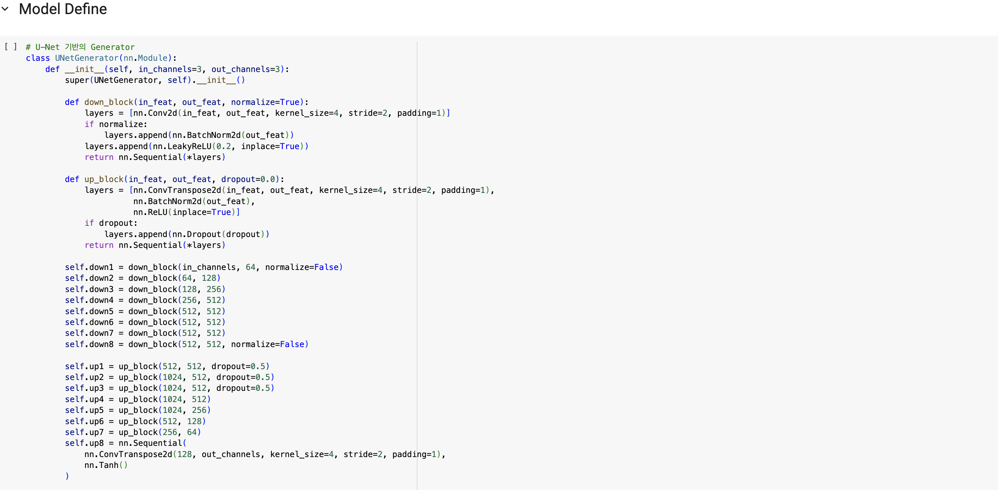 Model Define
[ ] # U-Net 기반의 Generator
class UNetGenerator(nn.Module):
    def __init__(self, in_channels=3, out_channels=3):
        super(UNetGenerator, self).__init__()

        def down_block(in_feat, out_feat, normalize=True):
            layers = [nn.Conv2d(in_feat, out_feat, kernel_size=4, stride=2, padding=1)]
            if normalize:
                layers.append(nn.BatchNorm2d(out_feat))
            layers.append(nn.LeakyReLU(0.2, inplace=True))
            return nn.Sequential(*layers)

        def up_block(in_feat, out_feat, dropout=0.0):
            layers = [nn.ConvTranspose2d(in_feat, out_feat, kernel_size=4, stride=2, padding=1),
                      nn.BatchNorm2d(out_feat),
                      nn.ReLU(inplace=True)]
            if dropout:
                layers.append(nn.Dropout(dropout))
            return nn.Sequential(*layers)

        self.down1 = down_block(in_channels, 64, normalize=False)
        self.down2 = down_block(64, 128)
        self.down3 = down_block(128, 256)
        self.down4 = down_block(256, 512)
        self.down5 = down_block(512, 512)
        self.down6 = down_block(512, 512)
        self.down7 = down_block(512, 512)
        self.down8 = down_block(512, 512, normalize=False)

        self.up1 = up_block(512, 512, dropout=0.5)
        self.up2 = up_block(1024, 512, dropout=0.5)
        self.up3 = up_block(1024, 512, dropout=0.5)
        self.up4 = up_block(1024, 512)
        self.up5 = up_block(1024, 256)
        self.up6 = up_block(512, 128)
        self.up7 = up_block(256, 64)
        self.up8 = nn.Sequential(
            nn.ConvTranspose2d(128, out_channels, kernel_size=4, stride=2, padding=1),
            nn.Tanh()
        )